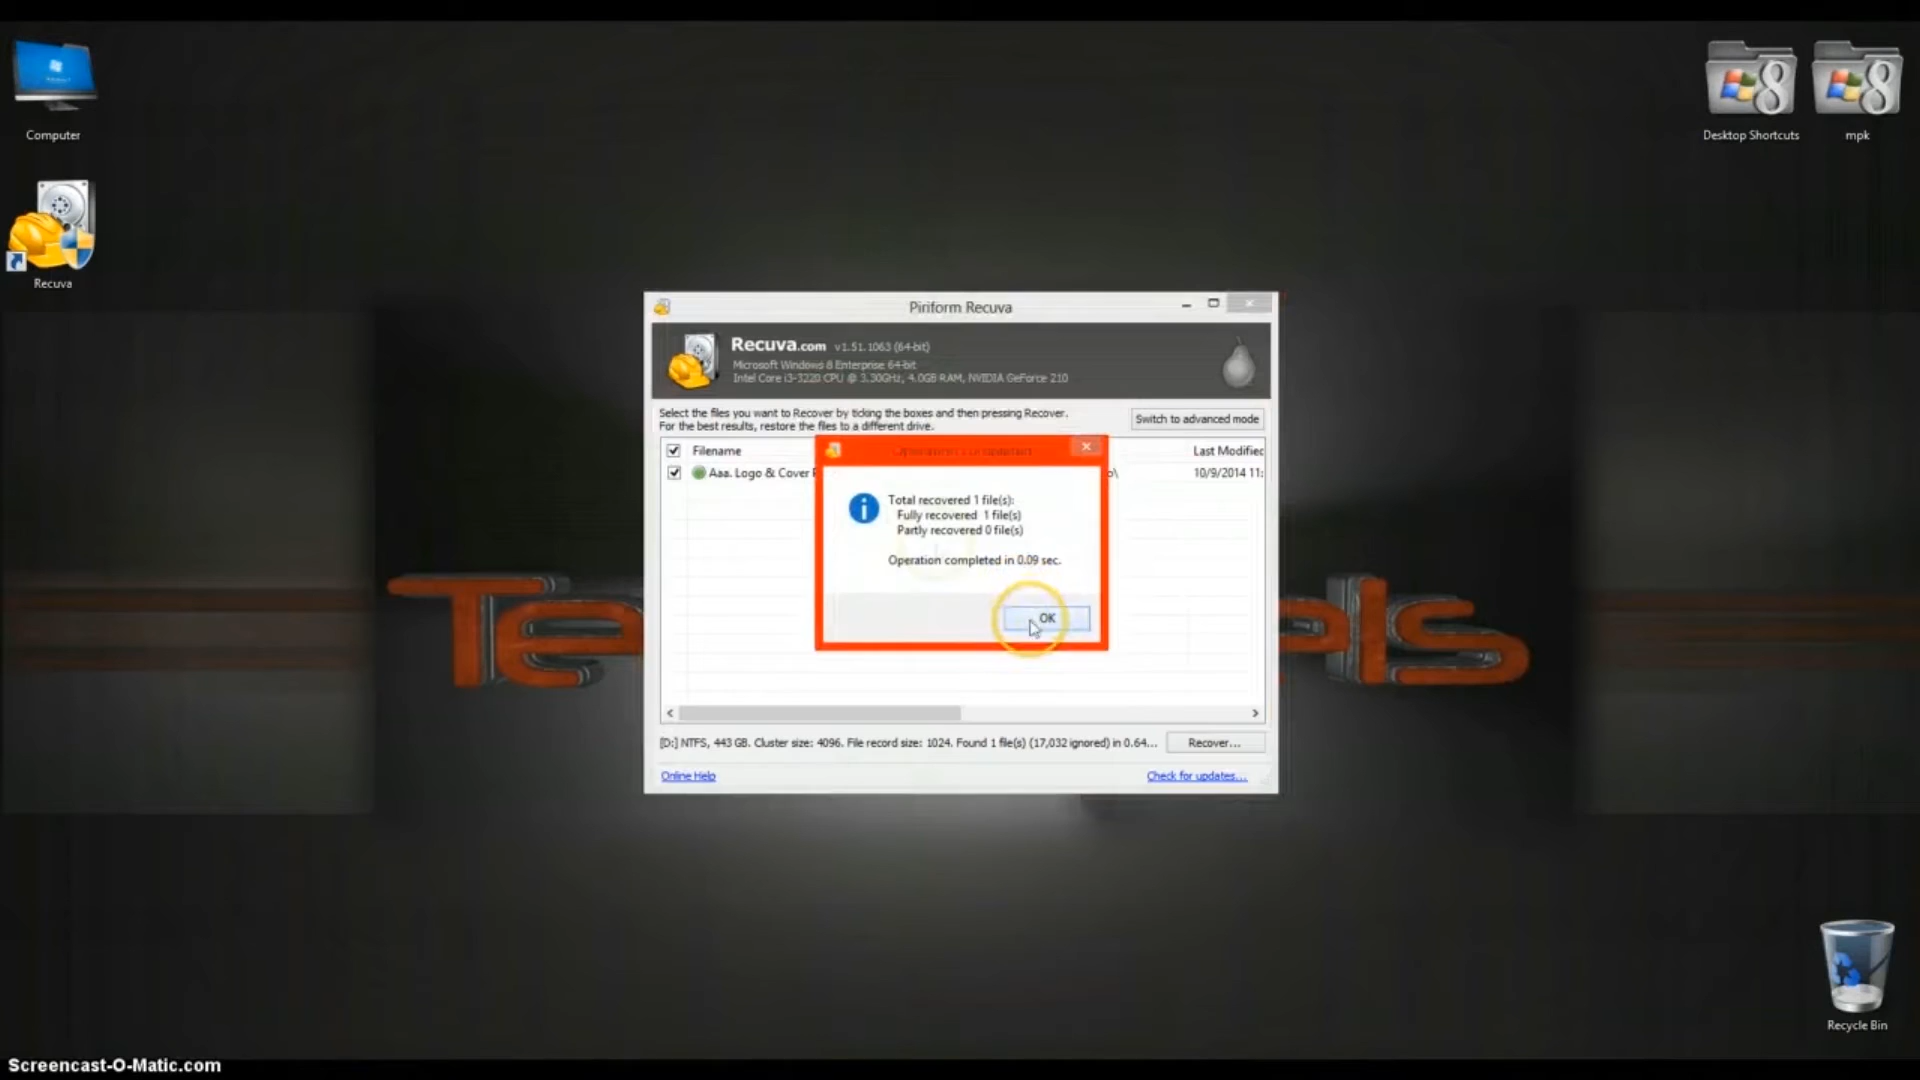 Computer
Recuva
Desktop Shortcuts
mpk
Piriform Recuva
Recuva.com v1.51.1063 (64-bit)
Microsoft Windows 8 Enterprise 64-bit
Intel Core i3-3220 CPU @ 3.30GHz, 4.0GB RAM, NVIDIA GeForce 210
Select the files you want to Recover by ticking the boxes and then pressing Recover.
For the best results, restore the files to a different drive.
Switch to advanced mode
Filename
Last Modified
Aaa. Logo & Cover
10/9/2014 11:
Operation completed
Total recovered 1 file(s):
Fully recovered 1 file(s)
Partly recovered 0 file(s)
Operation completed in 0.09 sec.
OK
[D:] NTFS, 443 GB. Cluster size: 4096. File record size: 1024. Found 1 file(s) (17,032 ignored) in 0.64...
Recover...
Online Help
Check for updates...
Recycle Bin
Screencast-O-Matic.com